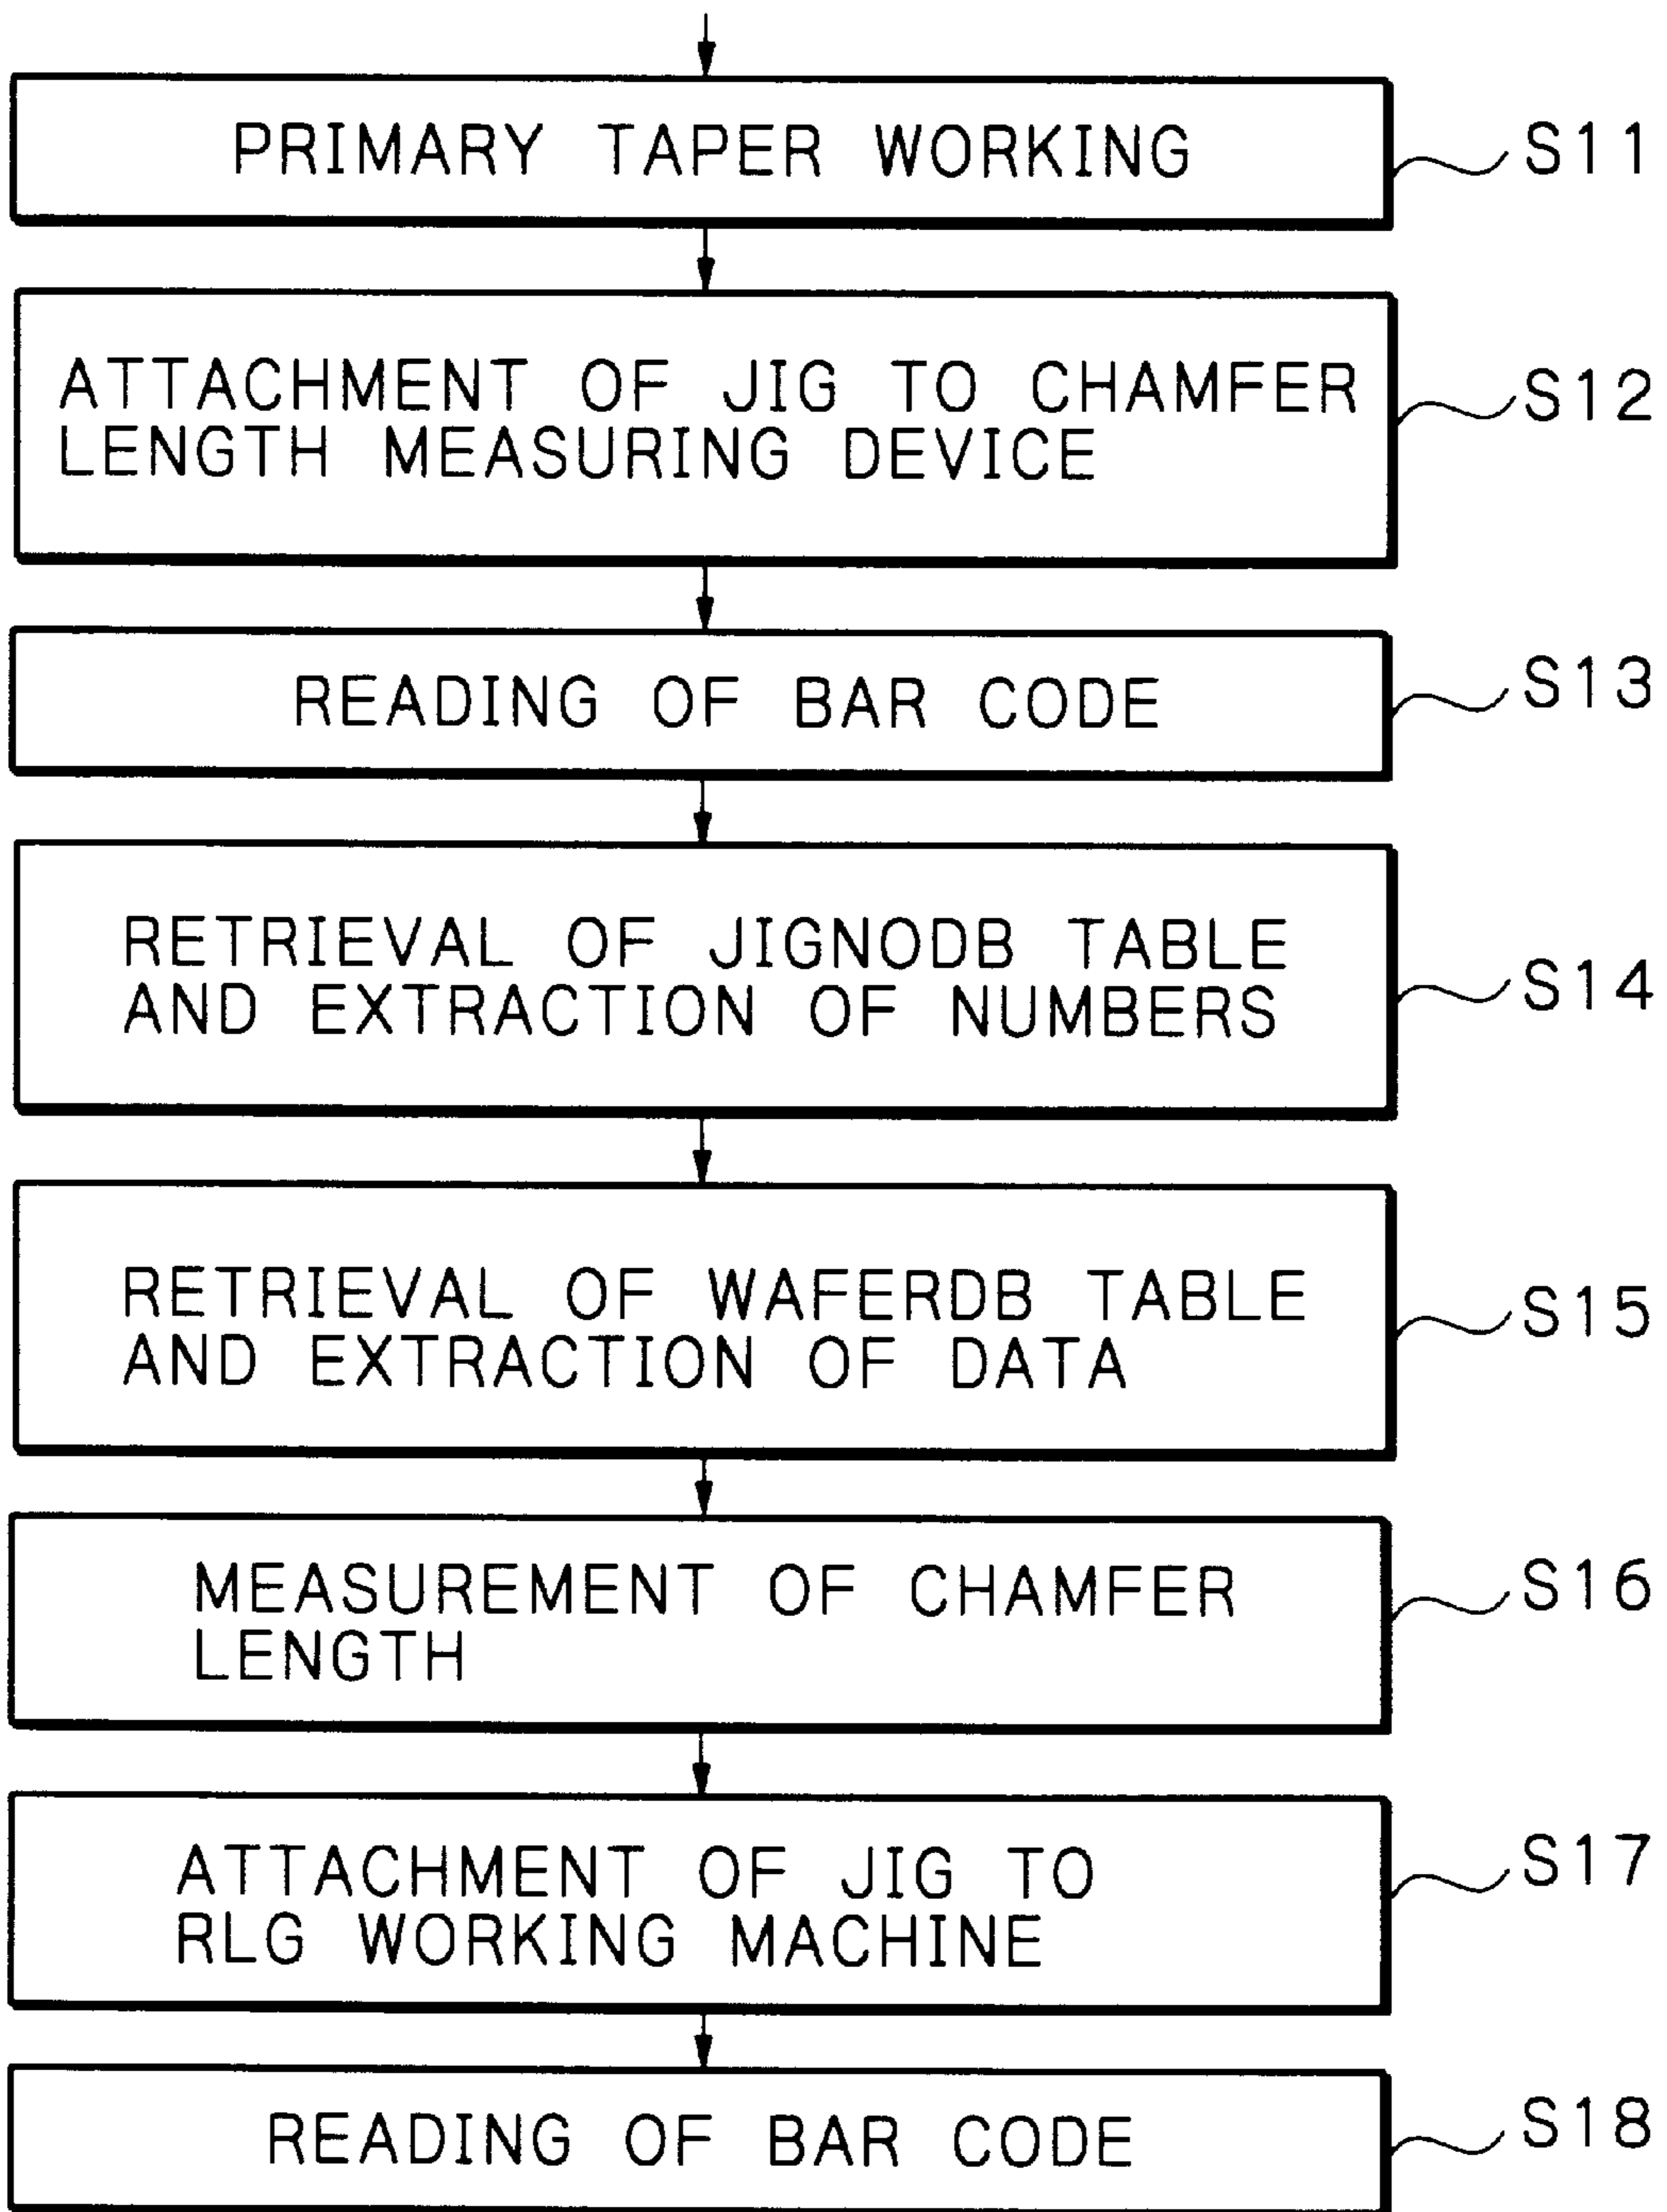 PRIMARY TAPER WORKING S11
ATTACHMENT OF JIG TO CHAMFER
LENGTH MEASURING DEVICE S12
READING OF BAR CODE S13
RETRIEVAL OF JIGNODB TABLE
AND EXTRACTION OF NUMBERS S14
RETRIEVAL OF WAFERDB TABLE
AND EXTRACTION OF DATA S15
MEASUREMENT OF CHAMFER
LENGTH S16
ATTACHMENT OF JIG TO
RLG WORKING MACHINE S17
READING OF BAR CODE S18